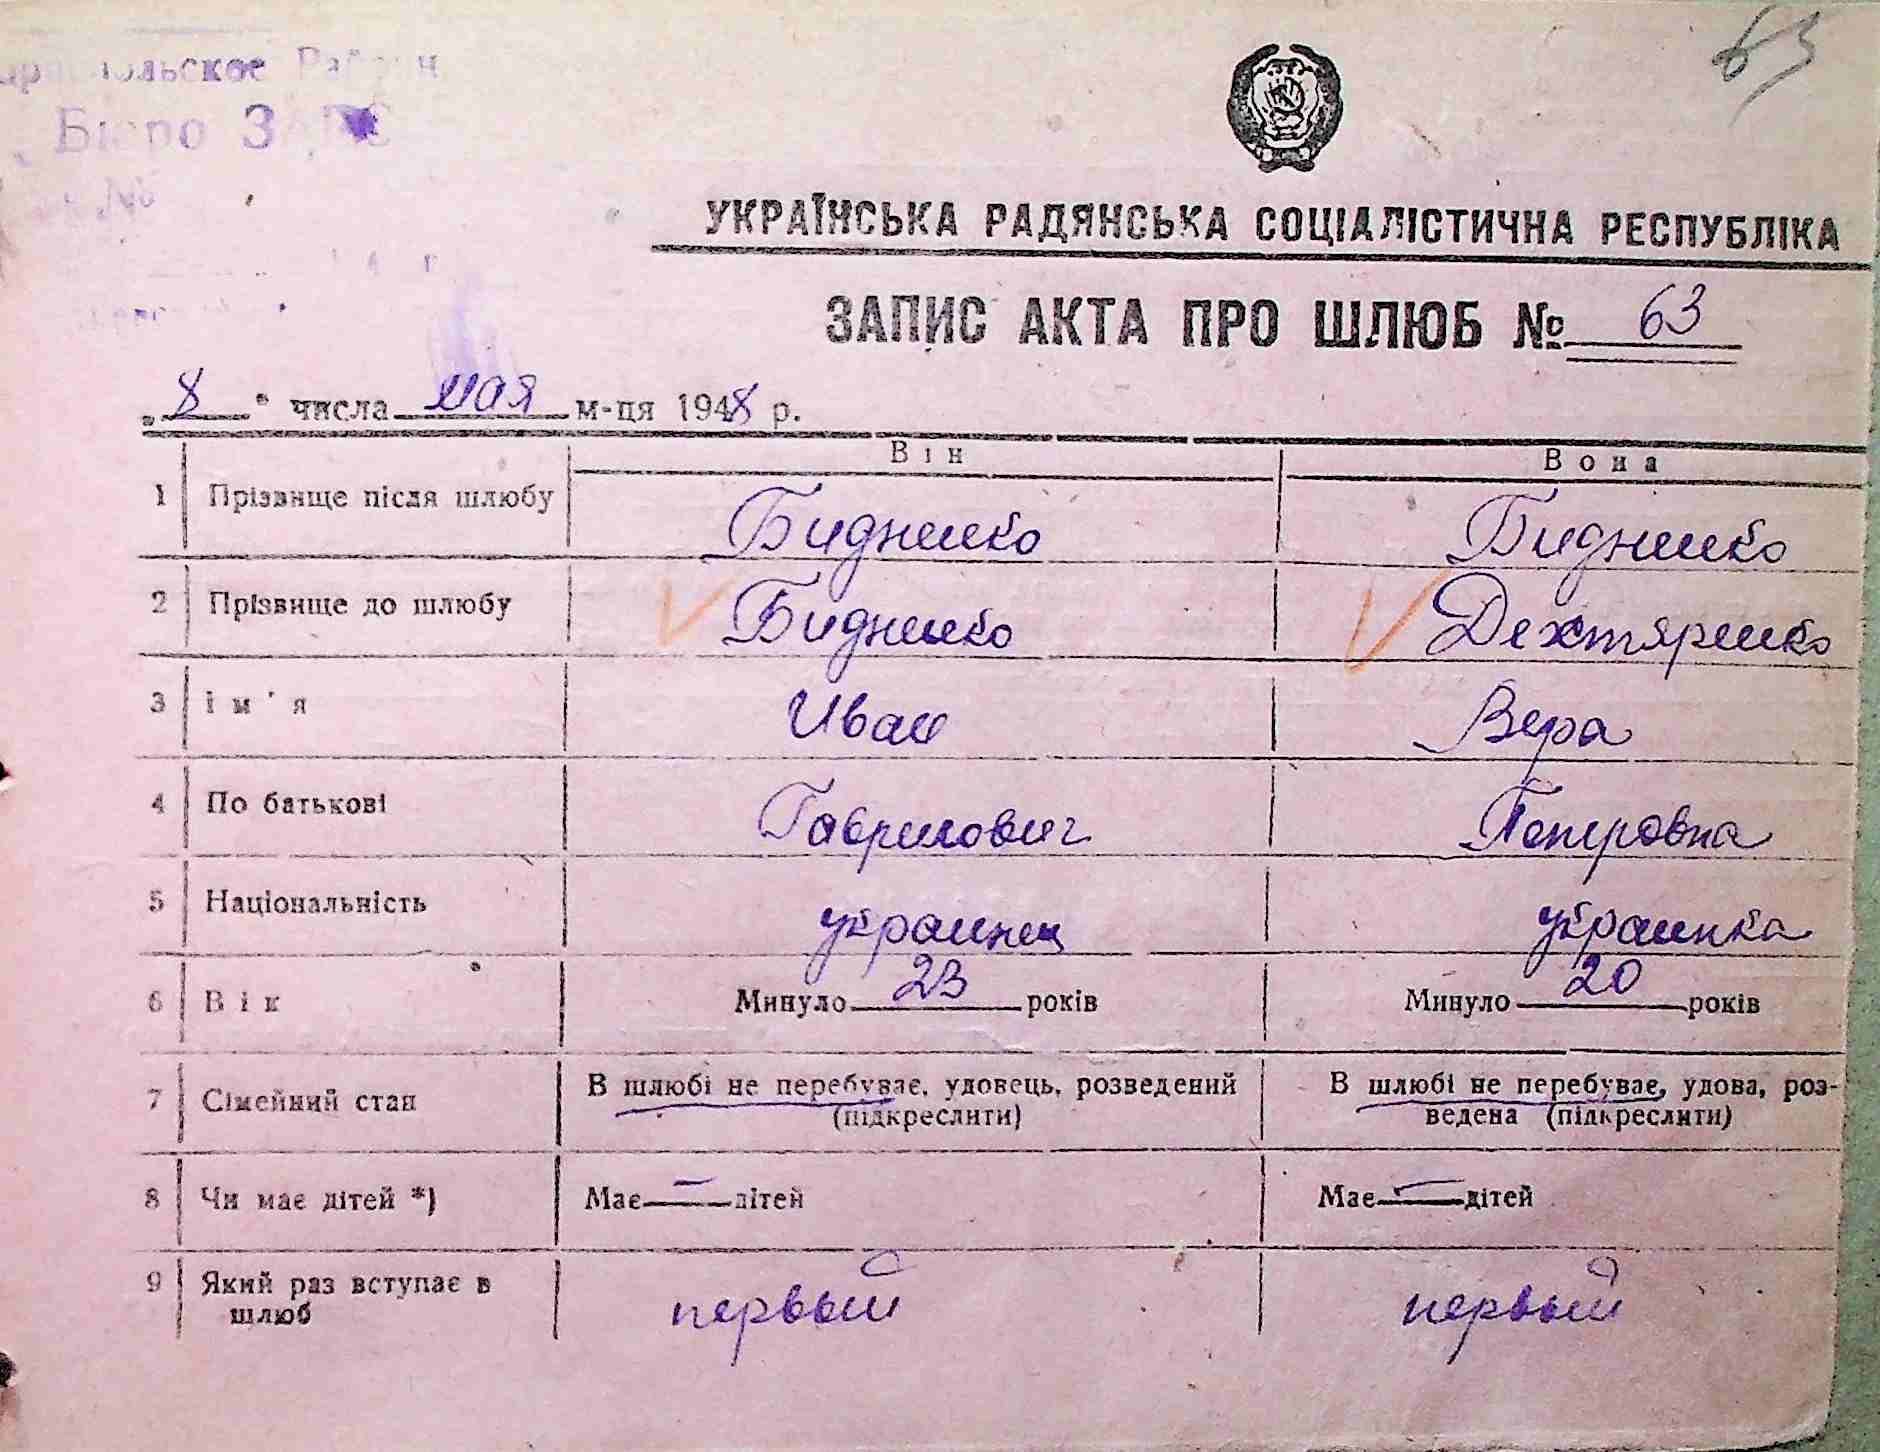 63
Бюро ЗАГС
УКРАЇНСЬКА РАДЯНСЬКА СОЦІАЛІСТИЧНА РЕСПУБЛІКА
ЗАПИС АКТА ПРО ШЛЮБ № 63
„8" числа мая м-ця 1948 р.
Він Вона
1 Прізвище після шлюбу Бидненко Бидненко
2 Прізвище до шлюбу Бидненко Дехтяренко
3 Ім'я Иван Вера
4 По батькові Гаврилович Петровна
5 Національність украинец украинка
6 Вік Минуло 23 років Минуло 20 років
7 Сімейний стан В шлюбі не перебуває, удовець, розведений (підкреслити) В шлюбі не перебуває, удова, роз-
ведена (підкреслити)
8 Чи має дітей *) Має — дітей Має — дітей
9 Який раз вступає в шлюб первый первый